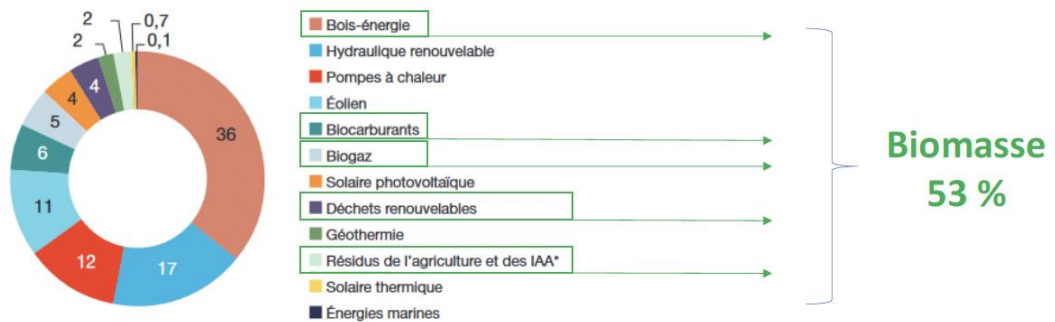 2
0,7
2
0,1
4
4
5
36
6
11
12
17
Bois-énergie
Hydraulique renouvelable
Pompes à chaleur
Éolien
Biocarburants
Biogaz
Solaire photovoltaïque
Déchets renouvelables
Géothermie
Résidus de l'agriculture et des IAA*
Solaire thermique
Énergies marines
Biomasse
53 %